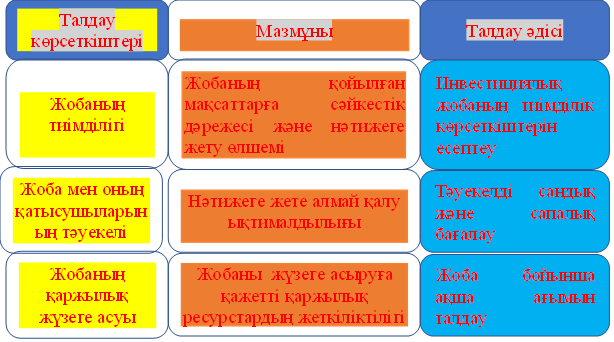 Талдау
көрсеткіштері
Мазмұны
Талдау әдісі
Жобаның
тиімділігі
Жобаның қойылған
мақсаттарға сәйкестік
дәрежесі және нәтижеге
жету өлшемі
Инвестициялық
жобаның тиімділік
көрсеткіштерін
есептеу
Жоба мен оның
қатысушыларын
ың тәуекелі
Нәтижеге жете алмай қалу
ықтималдылығы
Тәуекелді сандық
және сапалық
бағалау
Жобаның
қаржылық
жүзеге асуы
Жобаны жүзеге асыруға
қажетті қаржылық
ресурстардың жеткіліктілігі
Жоба бойынша
ақша ағымын
талдау